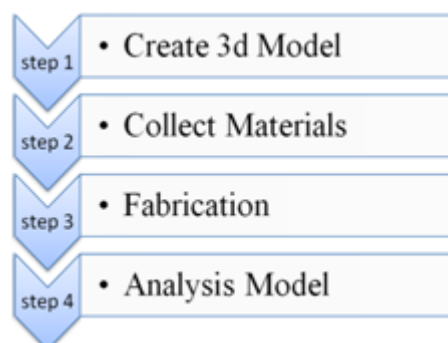 step 1
• Create 3d Model
step 2
• Collect Materials
step 3
• Fabrication
step 4
• Analysis Model